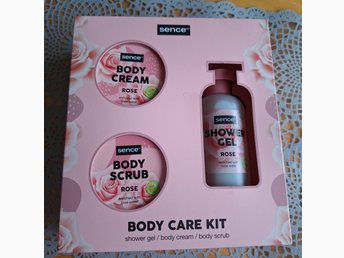 sence
BODY
CREAM
ROSE
sence
SHOWER
GEL
ROSE
sence
BODY
SCRUB
ROSE
BODY CARE KIT
shower gel / body cream / body scrub